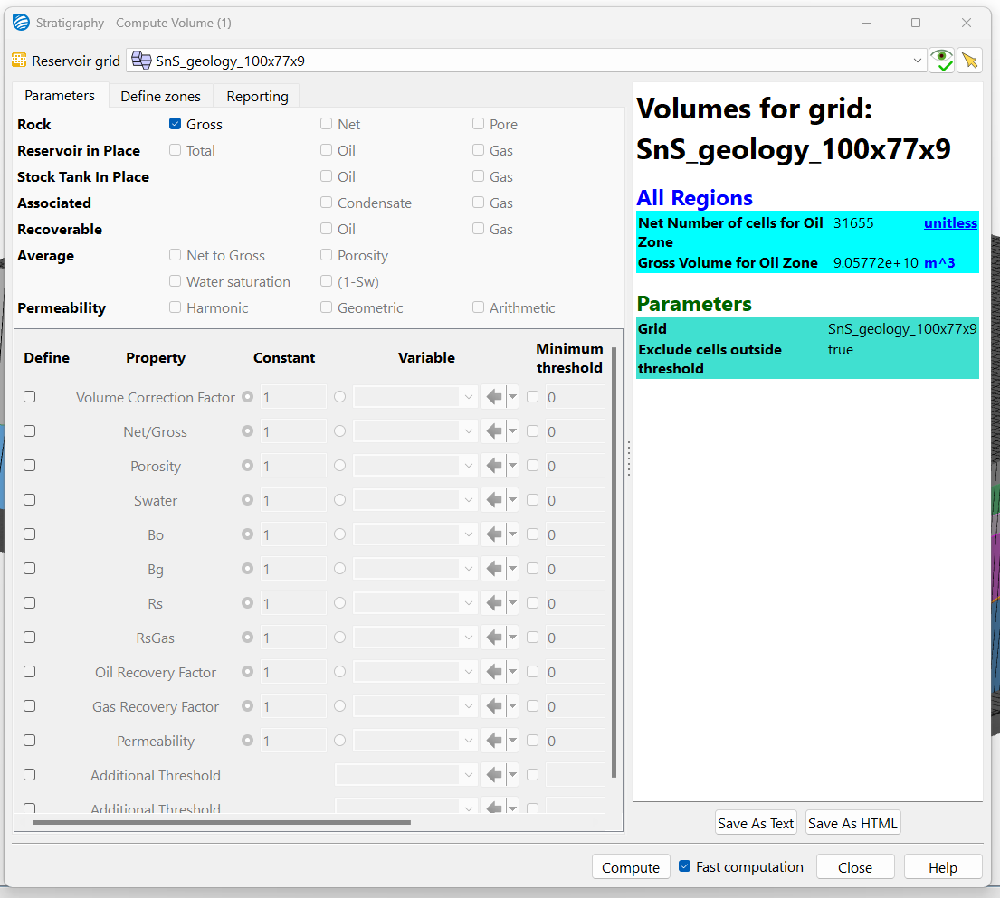 Stratigraphy - Compute Volume (1)
Reservoir grid SnS_geology_100x77x9
Parameters Define zones Reporting
Rock Gross Net Pore
Reservoir in Place Total Oil Gas
Stock Tank In Place Oil Gas
Associated Condensate Gas
Recoverable Oil Gas
Average Net to Gross Porosity
Water saturation (1-Sw)
Permeability Harmonic Geometric Arithmetic
Define Property Constant Variable Minimum
threshold
Volume Correction Factor 1 0
Net/Gross 1 0
Porosity 1 0
Swater 1 0
Bo 1 0
Bg 1 0
Rs 1 0
RsGas 1 0
Oil Recovery Factor 1 0
Gas Recovery Factor 1 0
Permeability 1 0
Additional Threshold
Additional Threshold
Volumes for grid:
SnS_geology_100x77x9
All Regions
Net Number of cells for Oil 31655 unitless
Zone
Gross Volume for Oil Zone 9.05772e+10 m^3
Parameters
Grid SnS_geology_100x77x9
Exclude cells outside true
threshold
Save As Text Save As HTML
Compute Fast computation Close Help